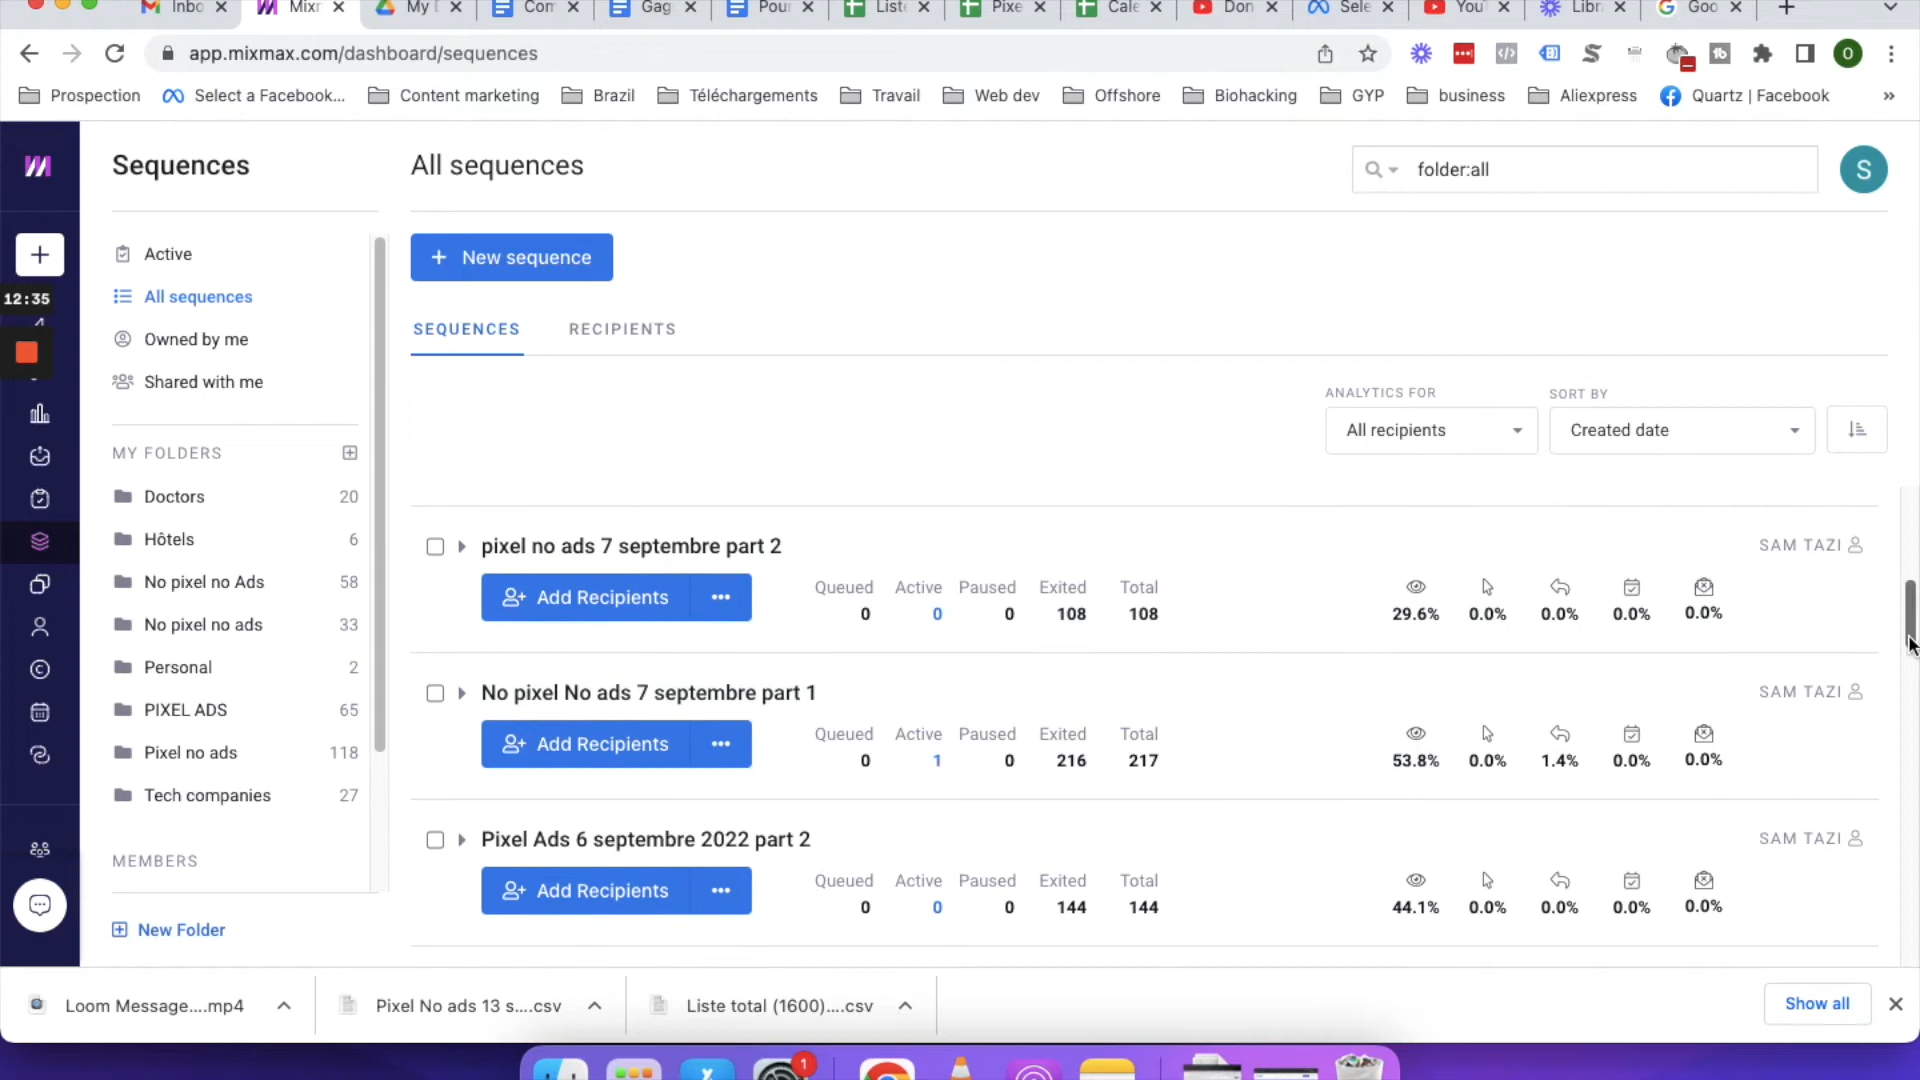 Inbo
Mixr
My D
Com
Gag
Pour
List
Pixe
Cale
Don
Sele
You
Libr
Goo
app.mixmax.com/dashboard/sequences
O
Prospection
Select a Facebook...
Content marketing
Brazil
Téléchargements
Travail
Web dev
Offshore
Biohacking
GYP
business
Aliexpress
Quartz | Facebook
»
Sequences
All sequences
folder:all
S
Active
New sequence
12:35
All sequences
Owned by me
SEQUENCES
RECIPIENTS
Shared with me
ANALYTICS FOR
SORT BY
All recipients
Created date
MY FOLDERS
Doctors 20
Hôtels 6
No pixel no Ads 58
No pixel no ads 33
Personal 2
PIXEL ADS 65
Pixel no ads 118
Tech companies 27
MEMBERS
New Folder
pixel no ads 7 septembre part 2
SAM TAZI
Add Recipients
Queued Active Paused Exited Total
0 0 0 108 108
29.6% 0.0% 0.0% 0.0% 0.0%
No pixel No ads 7 septembre part 1
SAM TAZI
Add Recipients
Queued Active Paused Exited Total
0 1 0 216 217
53.8% 0.0% 1.4% 0.0% 0.0%
Pixel Ads 6 septembre 2022 part 2
SAM TAZI
Add Recipients
Queued Active Paused Exited Total
0 0 0 144 144
44.1% 0.0% 0.0% 0.0% 0.0%
Loom Message....mp4
Pixel No ads 13 s....csv
Liste total (1600)....csv
Show all
1